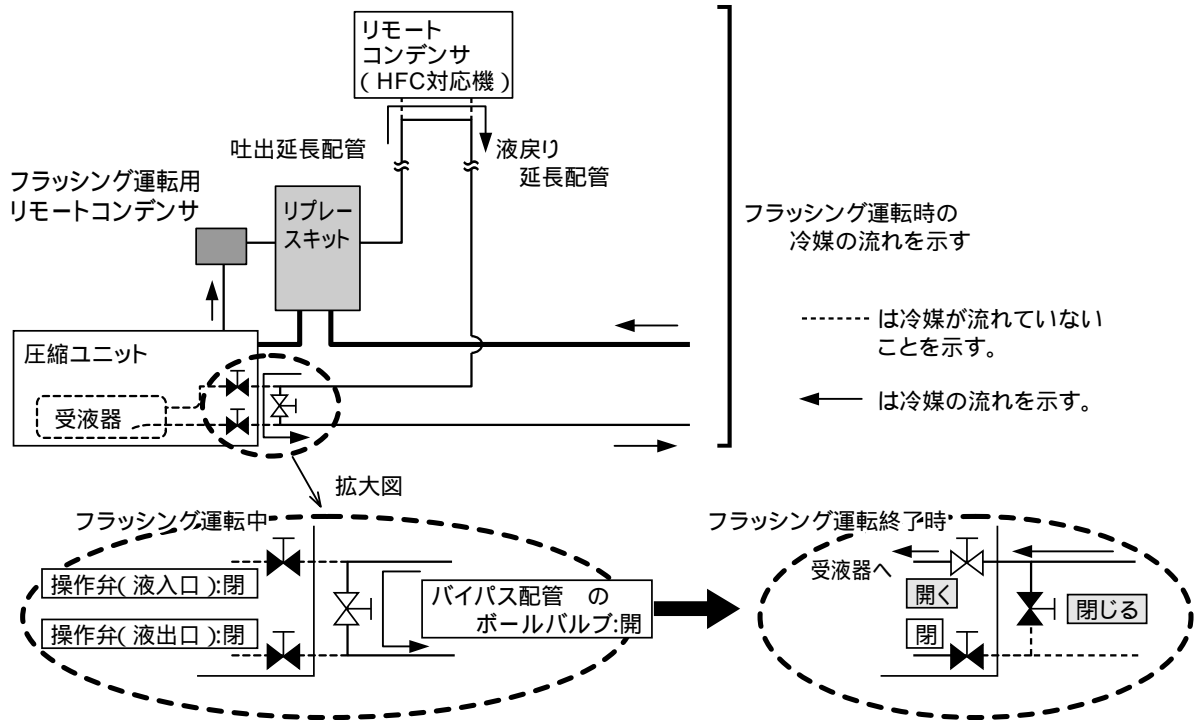 リモート
コンデンサ
(HFC対応機)
吐出延長配管
液戻り
延長配管
フラッシング運転用
リモートコンデンサ
リプレー
スキット
フラッシング運転時の
冷媒の流れを示す
は冷媒が流れていない
ことを示す。
は冷媒の流れを示す。
圧縮ユニット
受液器
拡大図
フラッシング運転中
操作弁(液入口):閉
操作弁(液出口):閉
バイパス配管 の
ボールバルブ:開
フラッシング運転終了時
受液器へ
開く
閉じる
閉